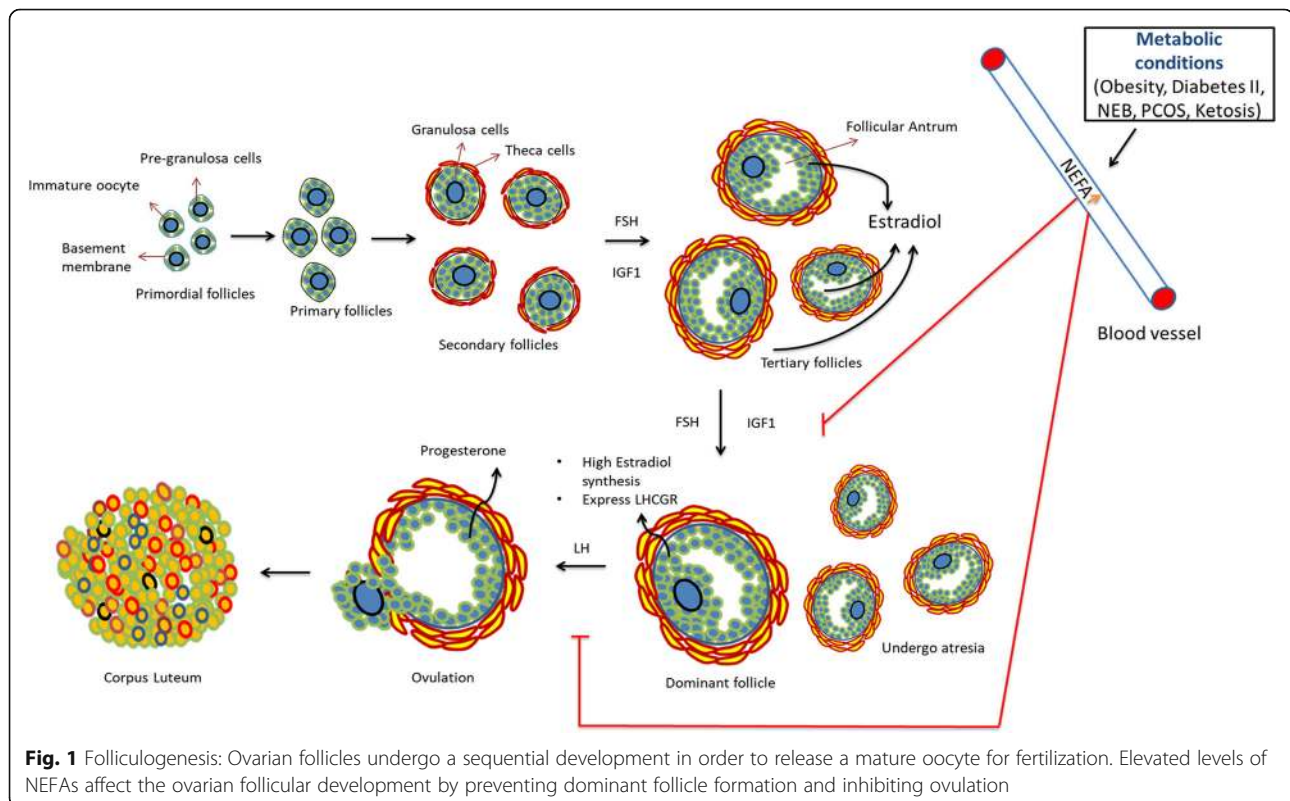 Metabolic
conditions
(Obesity, Diabetes II,
NEB, PCOS, Ketosis)
NEFA
Blood vessel
Granulosa cells
Theca cells
Follicular Antrum
Pre-granulosa cells
Immature oocyte
Basement
membrane
Primordial follicles
Primary follicles
Secondary follicles
FSH
IGF1
Estradiol
Tertiary follicles
FSH
IGF1
Progesterone
• High Estradiol
synthesis
• Express LHCGR
LH
Undergo atresia
Corpus Luteum
Ovulation
Dominant follicle
Fig. 1 Folliculogenesis: Ovarian follicles undergo a sequential development in order to release a mature oocyte for fertilization. Elevated levels of
NEFAs affect the ovarian follicular development by preventing dominant follicle formation and inhibiting ovulation